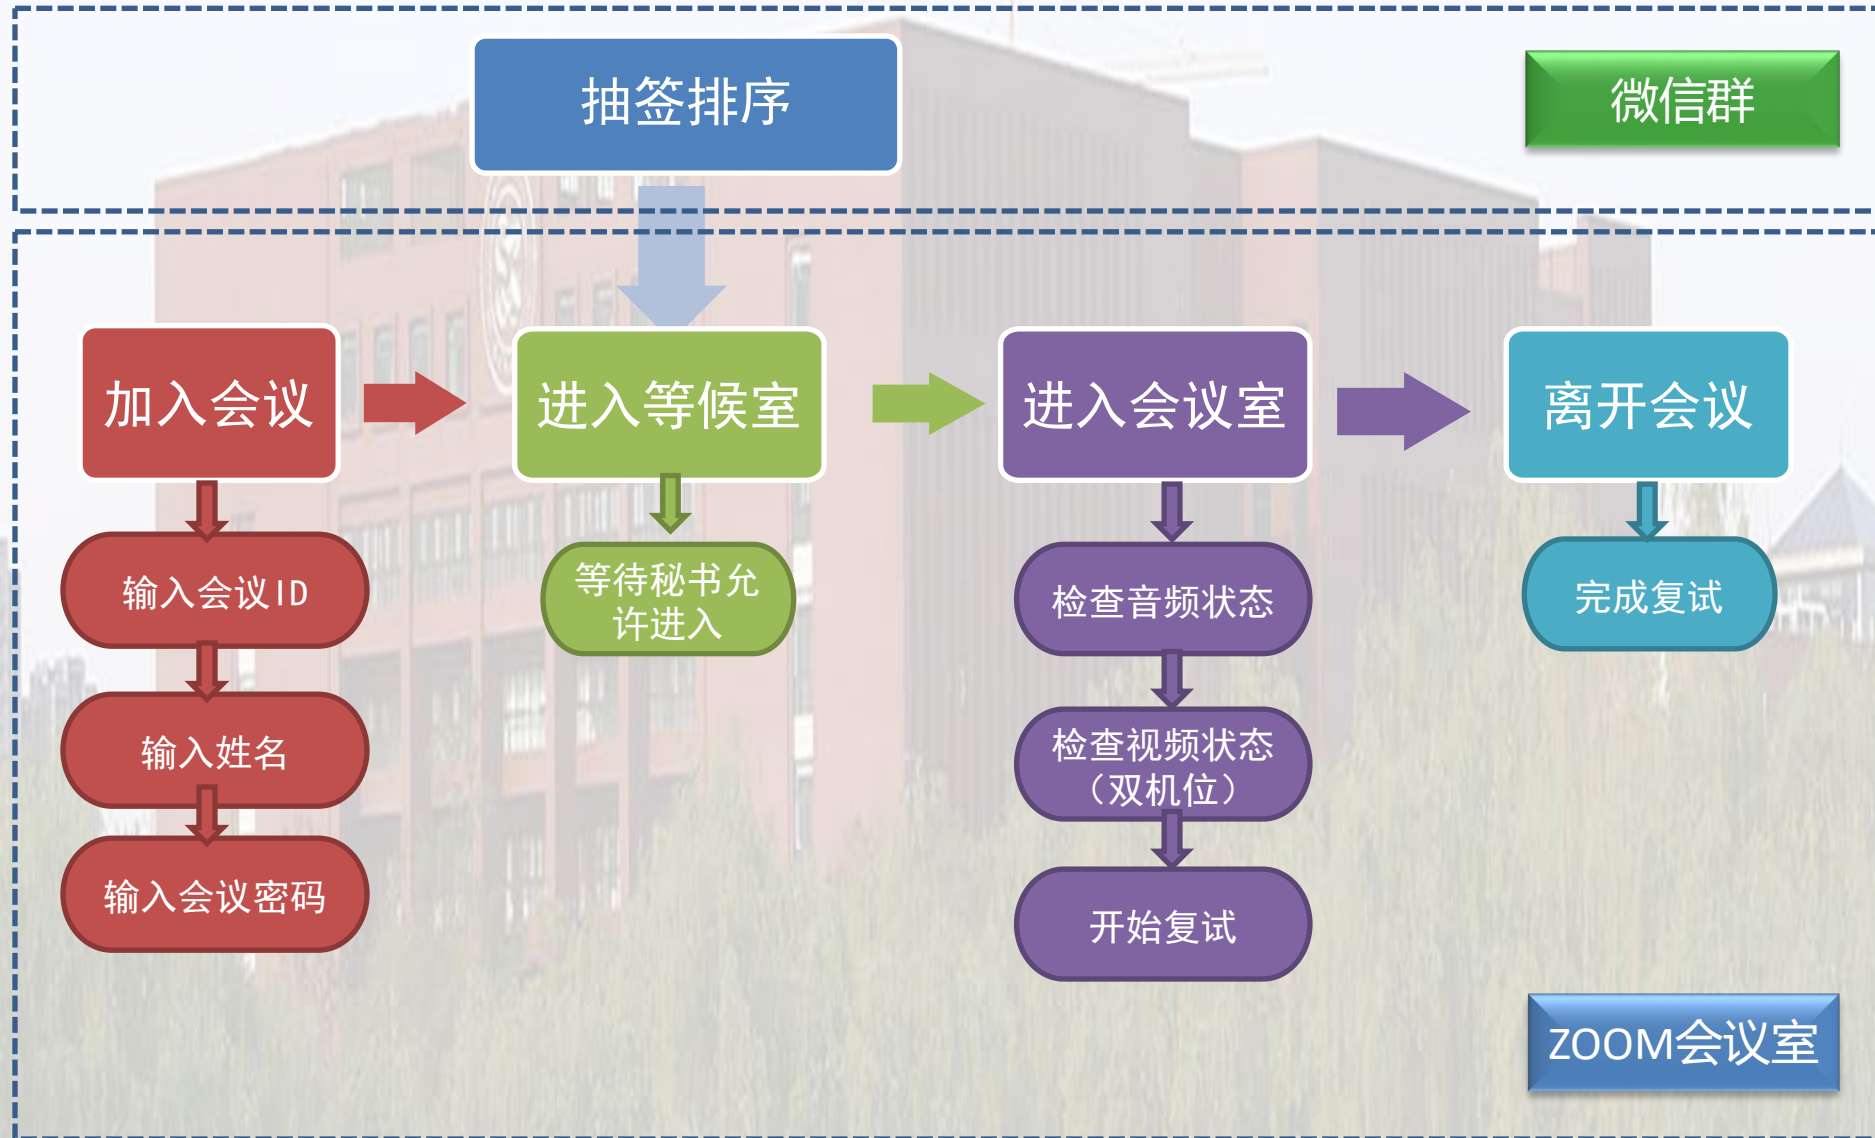 抽签排序
微信群
加入会议
进入等候室
进入会议室
离开会议
输入会议ID
输入姓名
输入会议密码
等待秘书允
许进入
检查音频状态
检查视频状态
（双机位）
开始复试
完成复试
ZOOM会议室